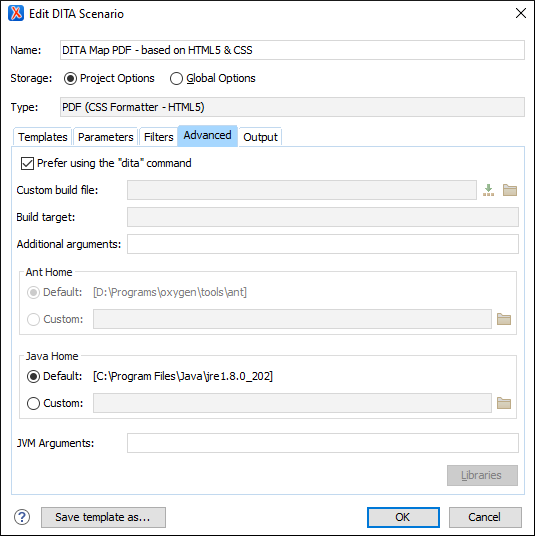 Edit DITA Scenario
Name: DITA Map PDF - based on HTML5 & CSS
Storage: Project Options Global Options
Type: PDF (CSS Formatter - HTML5)
Templates Parameters Filters Advanced Output
Prefer using the "dita" command
Custom build file:
Build target:
Additional arguments:
Ant Home
Default: [D:\Programs\oxygen\tools\ant]
Custom:
Java Home
Default: [C:\Program Files\Java\jre1.8.0_202]
Custom:
JVM Arguments:
Libraries
? Save template as... OK Cancel